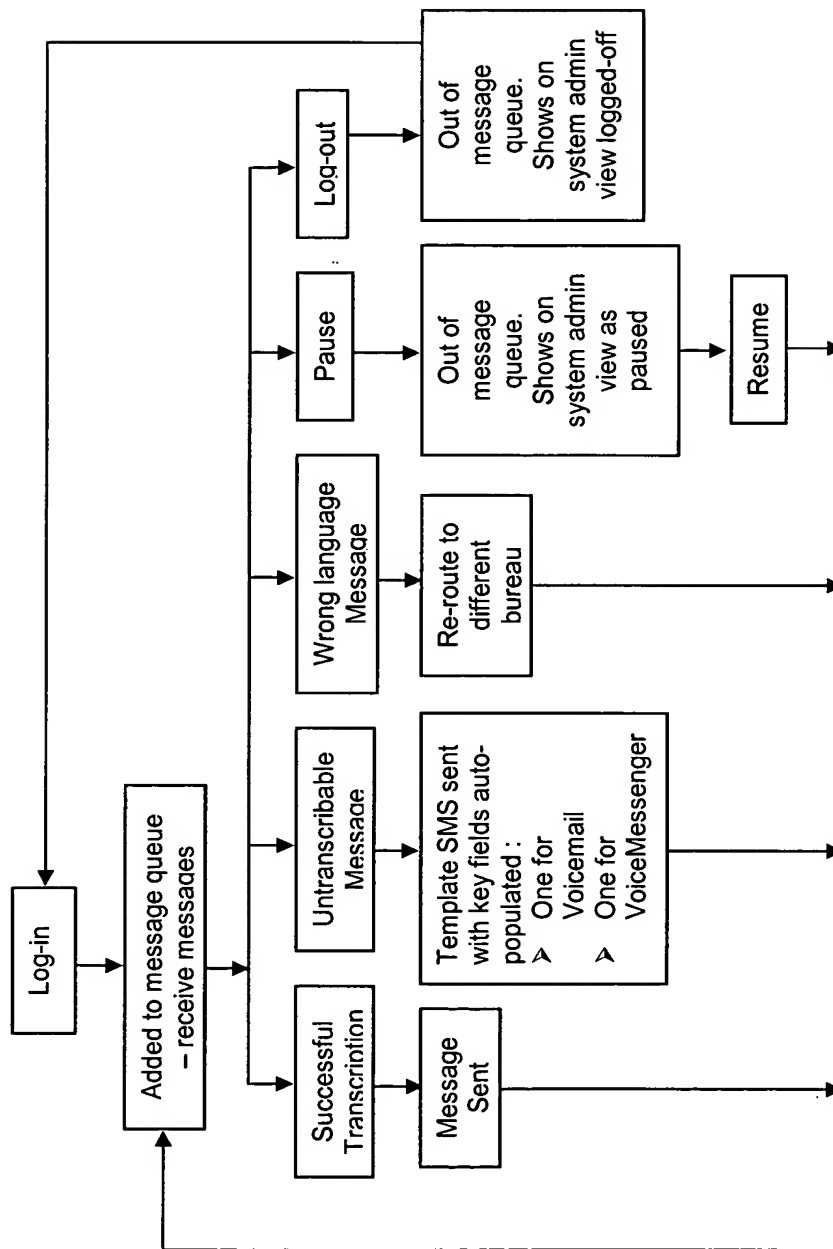 Log-in
Added to message queue
– receive messages
Successful
Transcription
Untranscribable
Message
Wrong language
Message
Pause
Log-out
Message
Sent
Template SMS sent
with key fields auto-
populated :
➢ One for
Voicemail
➢ One for
VoiceMessenger
Re-route to
different
bureau
Out of
message
queue.
Shows on
system admin
view as
paused
Out of
message
queue.
Shows on
system admin
view logged-off
Resume